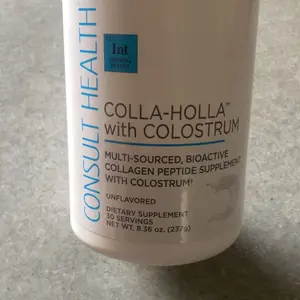 CONSULT HEALTH
Int
COLLA-HOLLA™
with COLOSTRUM
MULTI-SOURCED, BIOACTIVE
COLLAGEN PEPTIDE SUPPLEMENT
WITH COLOSTRUM†
UNFLAVORED
DIETARY SUPPLEMENT
30 SERVINGS
NET WT. 8.36 oz. (237g)